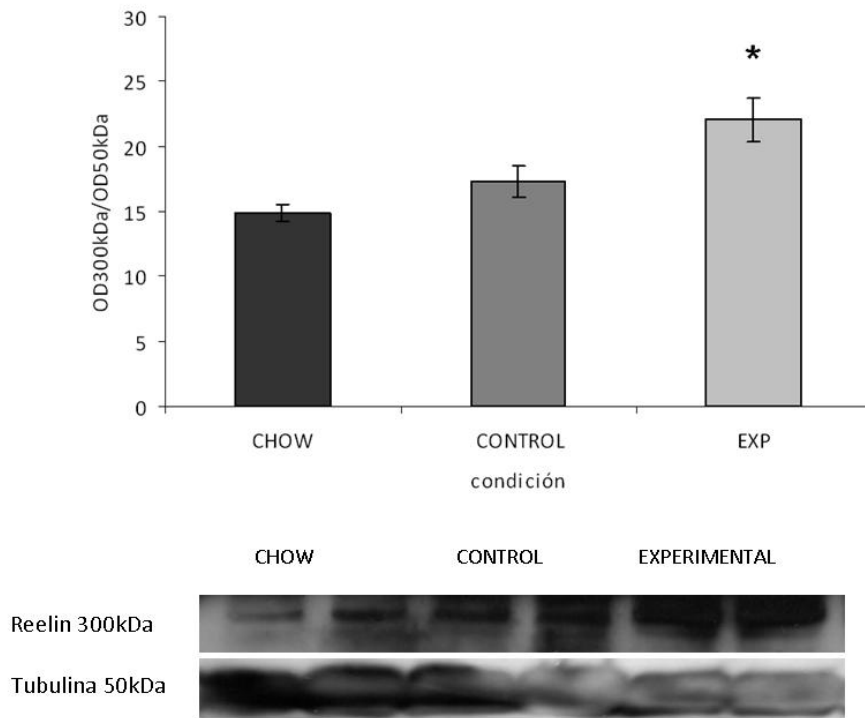 30
25
20
15
10
5
0
OD300kDa/OD50kDa
*
CHOW CONTROL EXP
condición
CHOW CONTROL EXPERIMENTAL
Reelin 300kDa
Tubulina 50kDa